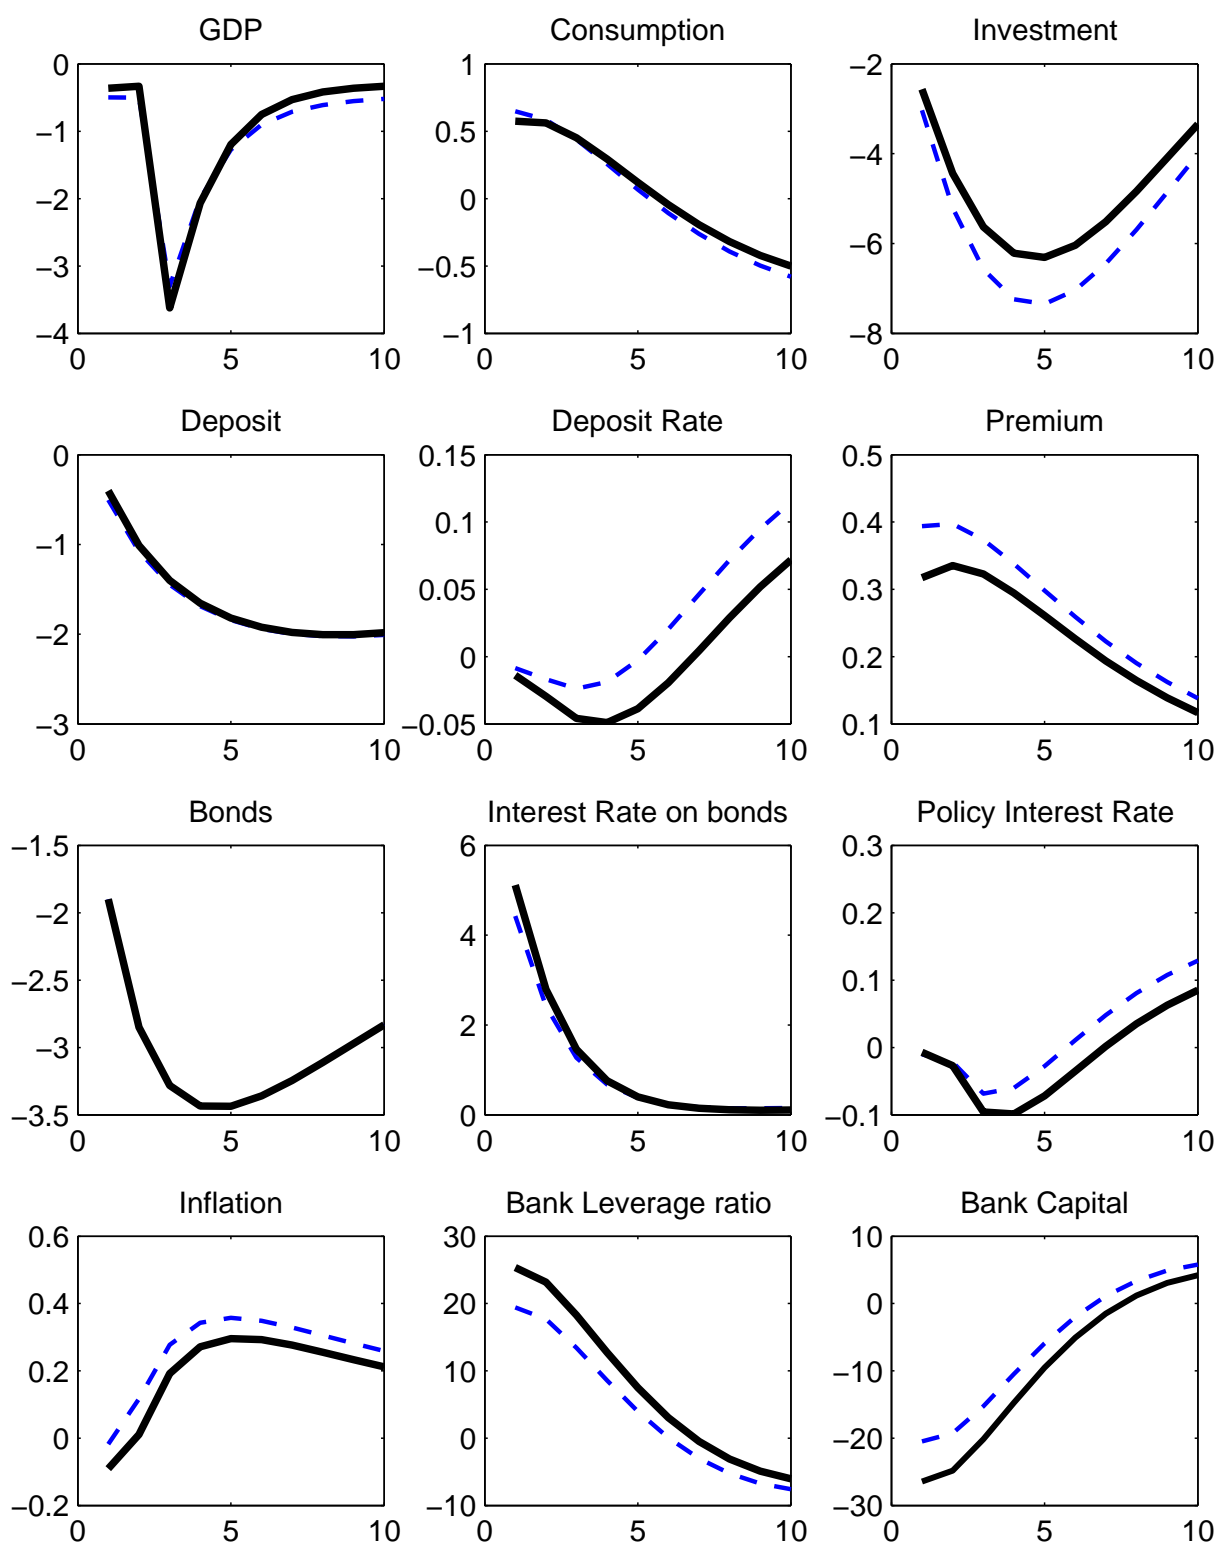 GDP
Consumption
Investment
0
−1
−2
−3
−4
0 5 10
1
0.5
0
−0.5
−1
0 5 10
−2
−4
−6
−8
0 5 10
Deposit
Deposit Rate
Premium
0
−1
−2
−3
0 5 10
0.15
0.1
0.05
0
−0.05
0 5 10
0.5
0.4
0.3
0.2
0.1
0 5 10
Bonds
Interest Rate on bonds
Policy Interest Rate
−1.5
−2
−2.5
−3
−3.5
0 5 10
6
4
2
0
0 5 10
0.3
0.2
0.1
0
−0.1
0 5 10
Inflation
Bank Leverage ratio
Bank Capital
0.6
0.4
0.2
0
−0.2
0 5 10
30
20
10
0
−10
0 5 10
10
0
−10
−20
−30
0 5 10